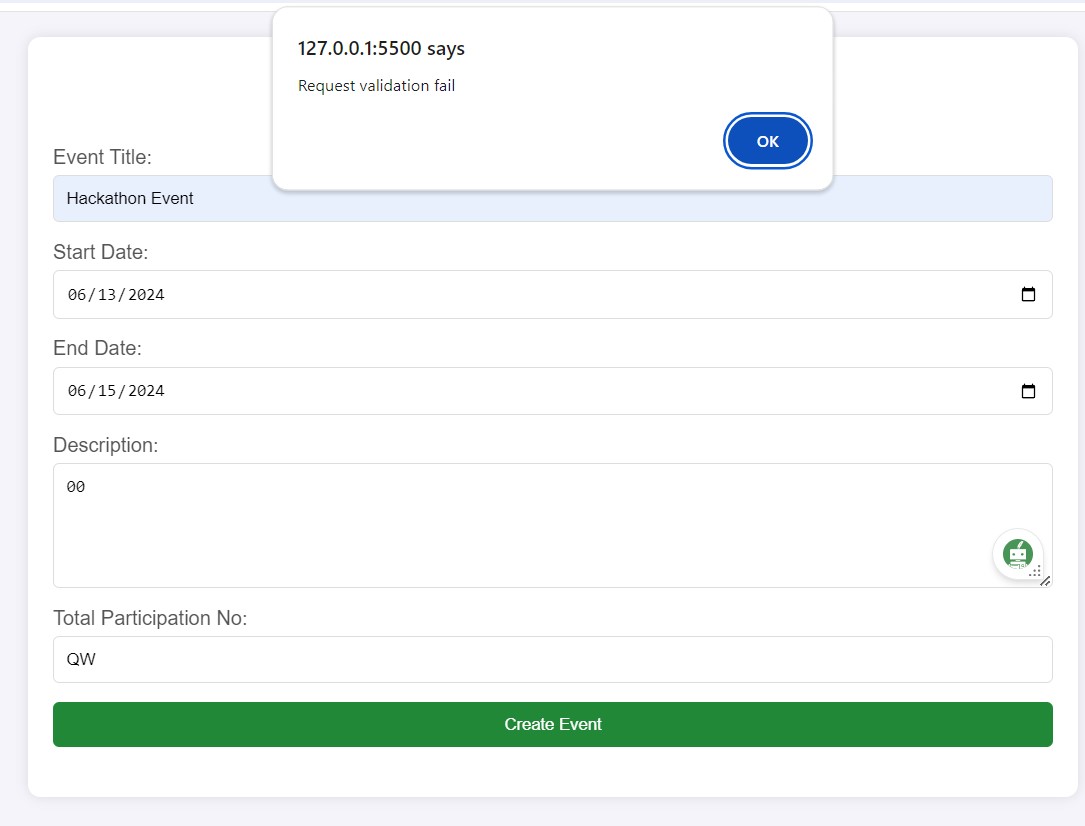 127.0.0.1:5500 says
Request validation fail
OK
Event Title:
Hackathon Event
Start Date:
06/13/2024
End Date:
06/15/2024
Description:
00
Total Participation No:
QW
Create Event